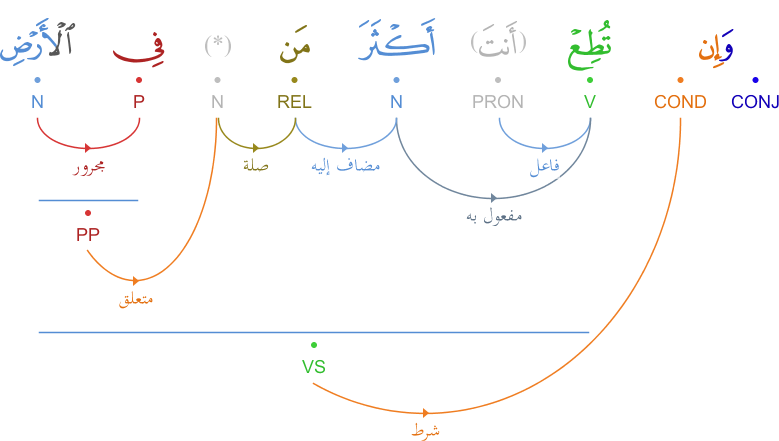 وَإِن تُطِعْ (أَنتَ) أَكْثَرَ مَن (*) فِى ٱلْأَرْضِ
CONJ COND V PRON N REL N P N
فاعل مضاف إليه صلة مجرور
مفعول به
PP
متعلق
VS
شرط